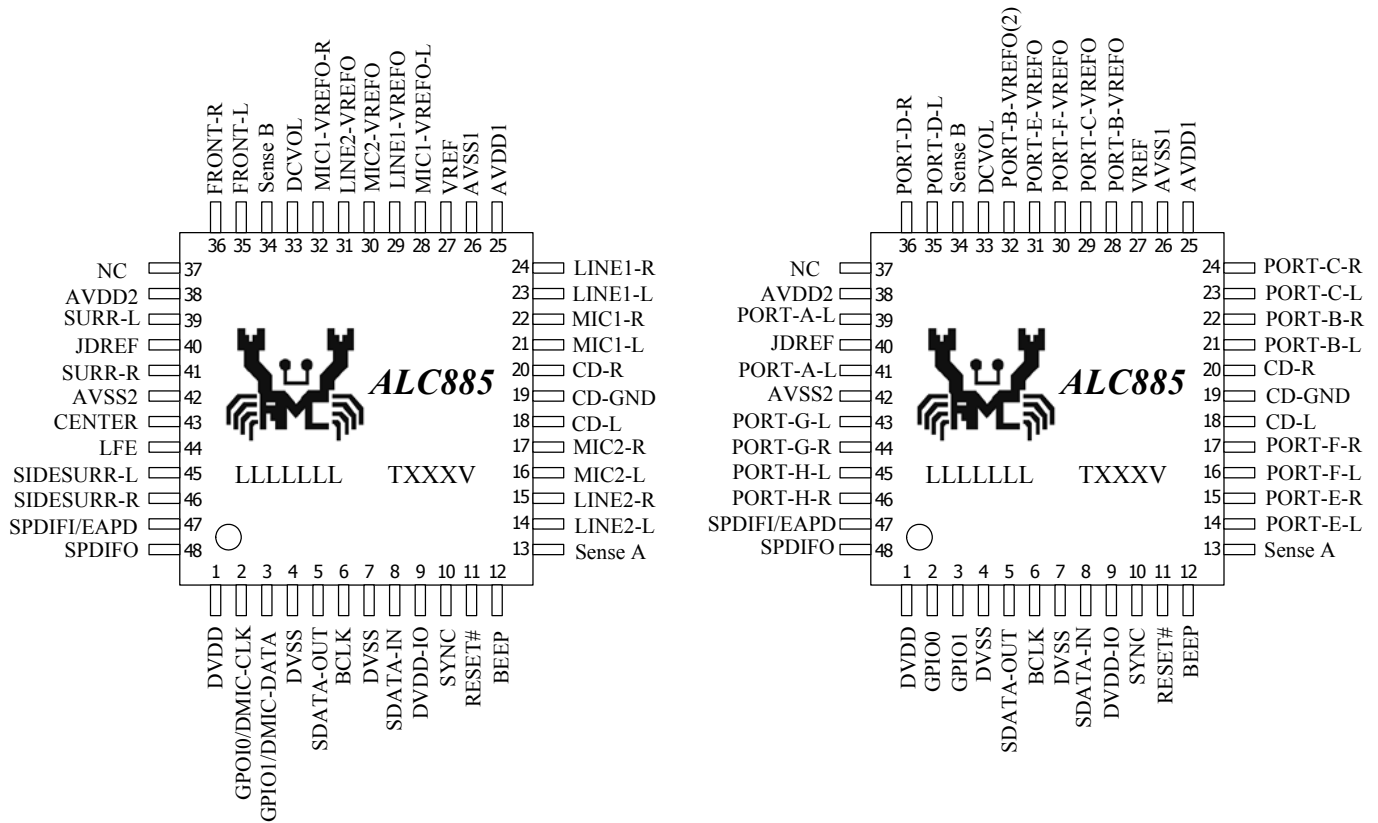 FRONT-R
FRONT-L
Sense B
DCVOL
MIC1-VREFO-R
LINE2-VREFO
MIC2-VREFO
LINE1-VREFO
MIC1-VREFO-L
VREF
AVSS1
AVDD1
36 35 34 33 32 31 30 29 28 27 26 25
NC 37
AVDD2 38
SURR-L 39
JDREF 40
SURR-R 41
AVSS2 42
CENTER 43
LFE 44
SIDESURR-L 45
SIDESURR-R 46
SPDIFI/EAPD 47
SPDIFO 48
ALC885
LLLLLLL TXXXV
24 LINE1-R
23 LINE1-L
22 MIC1-R
21 MIC1-L
20 CD-R
19 CD-GND
18 CD-L
17 MIC2-R
16 MIC2-L
15 LINE2-R
14 LINE2-L
13 Sense A
1 2 3 4 5 6 7 8 9 10 11 12
DVDD
GPOI0/DMIC-CLK
GPIO1/DMIC-DATA
DVSS
SDATA-OUT
BCLK
DVSS
SDATA-IN
DVDD-IO
SYNC
RESET#
BEEP
PORT-D-R
PORT-D-L
Sense B
DCVOL
PORT-B-VREFO(2)
PORT-E-VREFO
PORT-F-VREFO
PORT-C-VREFO
PORT-B-VREFO
VREF
AVSS1
AVDD1
36 35 34 33 32 31 30 29 28 27 26 25
NC 37
AVDD2 38
PORT-A-L 39
JDREF 40
PORT-A-L 41
AVSS2 42
PORT-G-L 43
PORT-G-R 44
PORT-H-L 45
PORT-H-R 46
SPDIFI/EAPD 47
SPDIFO 48
ALC885
LLLLLLL TXXXV
24 PORT-C-R
23 PORT-C-L
22 PORT-B-R
21 PORT-B-L
20 CD-R
19 CD-GND
18 CD-L
17 PORT-F-R
16 PORT-F-L
15 PORT-E-R
14 PORT-E-L
13 Sense A
1 2 3 4 5 6 7 8 9 10 11 12
DVDD
GPIO0
GPIO1
DVSS
SDATA-OUT
BCLK
DVSS
SDATA-IN
DVDD-IO
SYNC
RESET#
BEEP